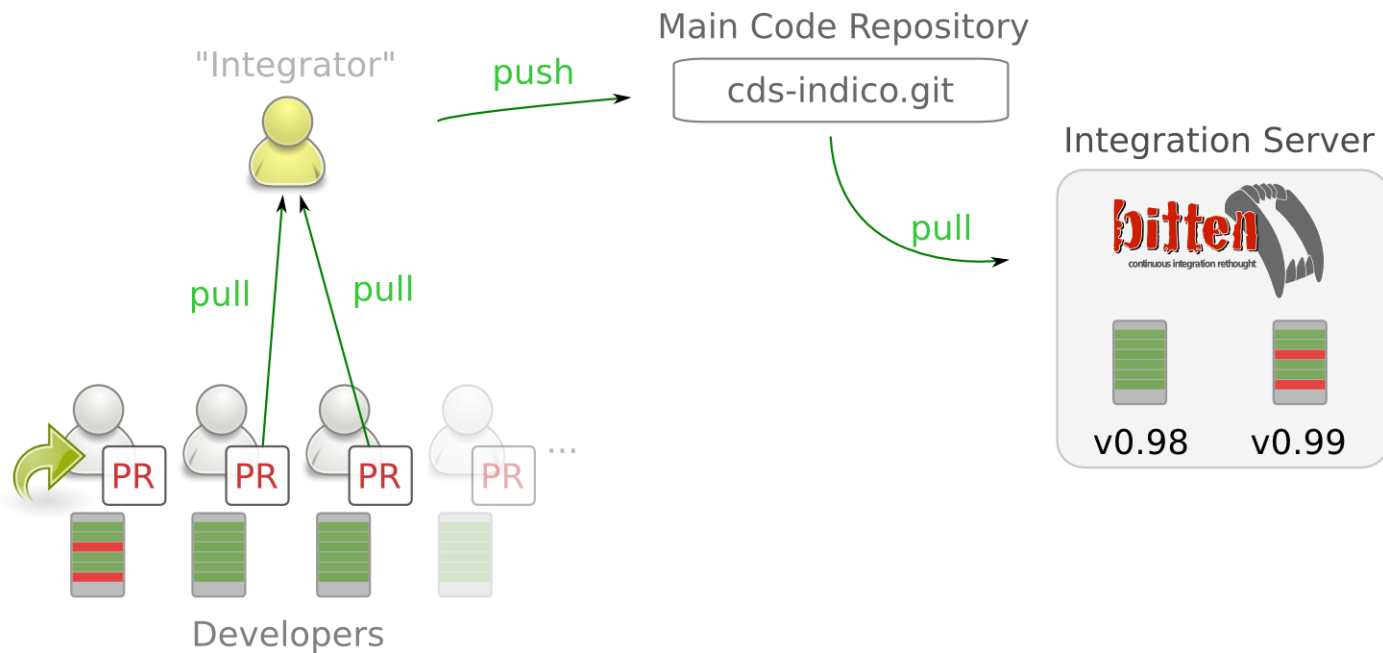 Main Code Repository
"Integrator"
push
cds-indico.git
Integration Server
bitten
continuous integration rethought
pull
pull
pull
v0.98
v0.99
...
PR
PR
PR
PR
Developers